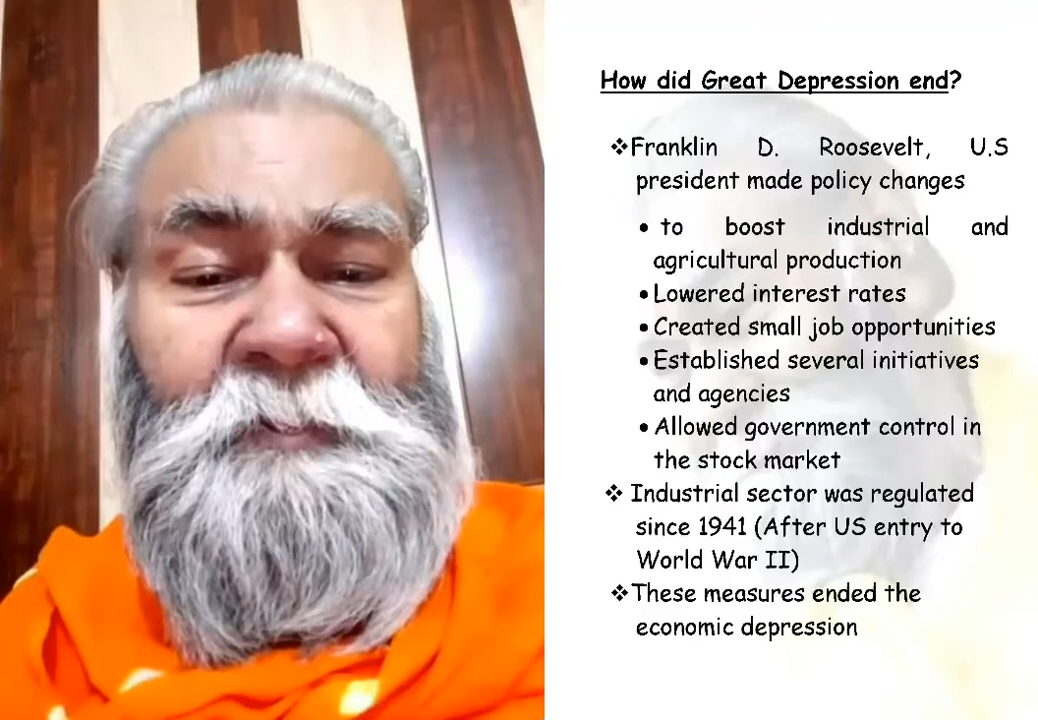 How did Great Depression end?
❖Franklin D. Roosevelt, U.S
president made policy changes
• to boost industrial and
agricultural production
•Lowered interest rates
•Created small job opportunities
•Established several initiatives
and agencies
•Allowed government control in
the stock market
❖ Industrial sector was regulated
since 1941 (After US entry to
World War II)
❖These measures ended the
economic depression